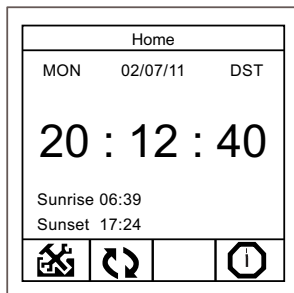 Home
MON 02/07/11 DST
20 : 12 : 40
Sunrise 06:39
Sunset 17:24
i